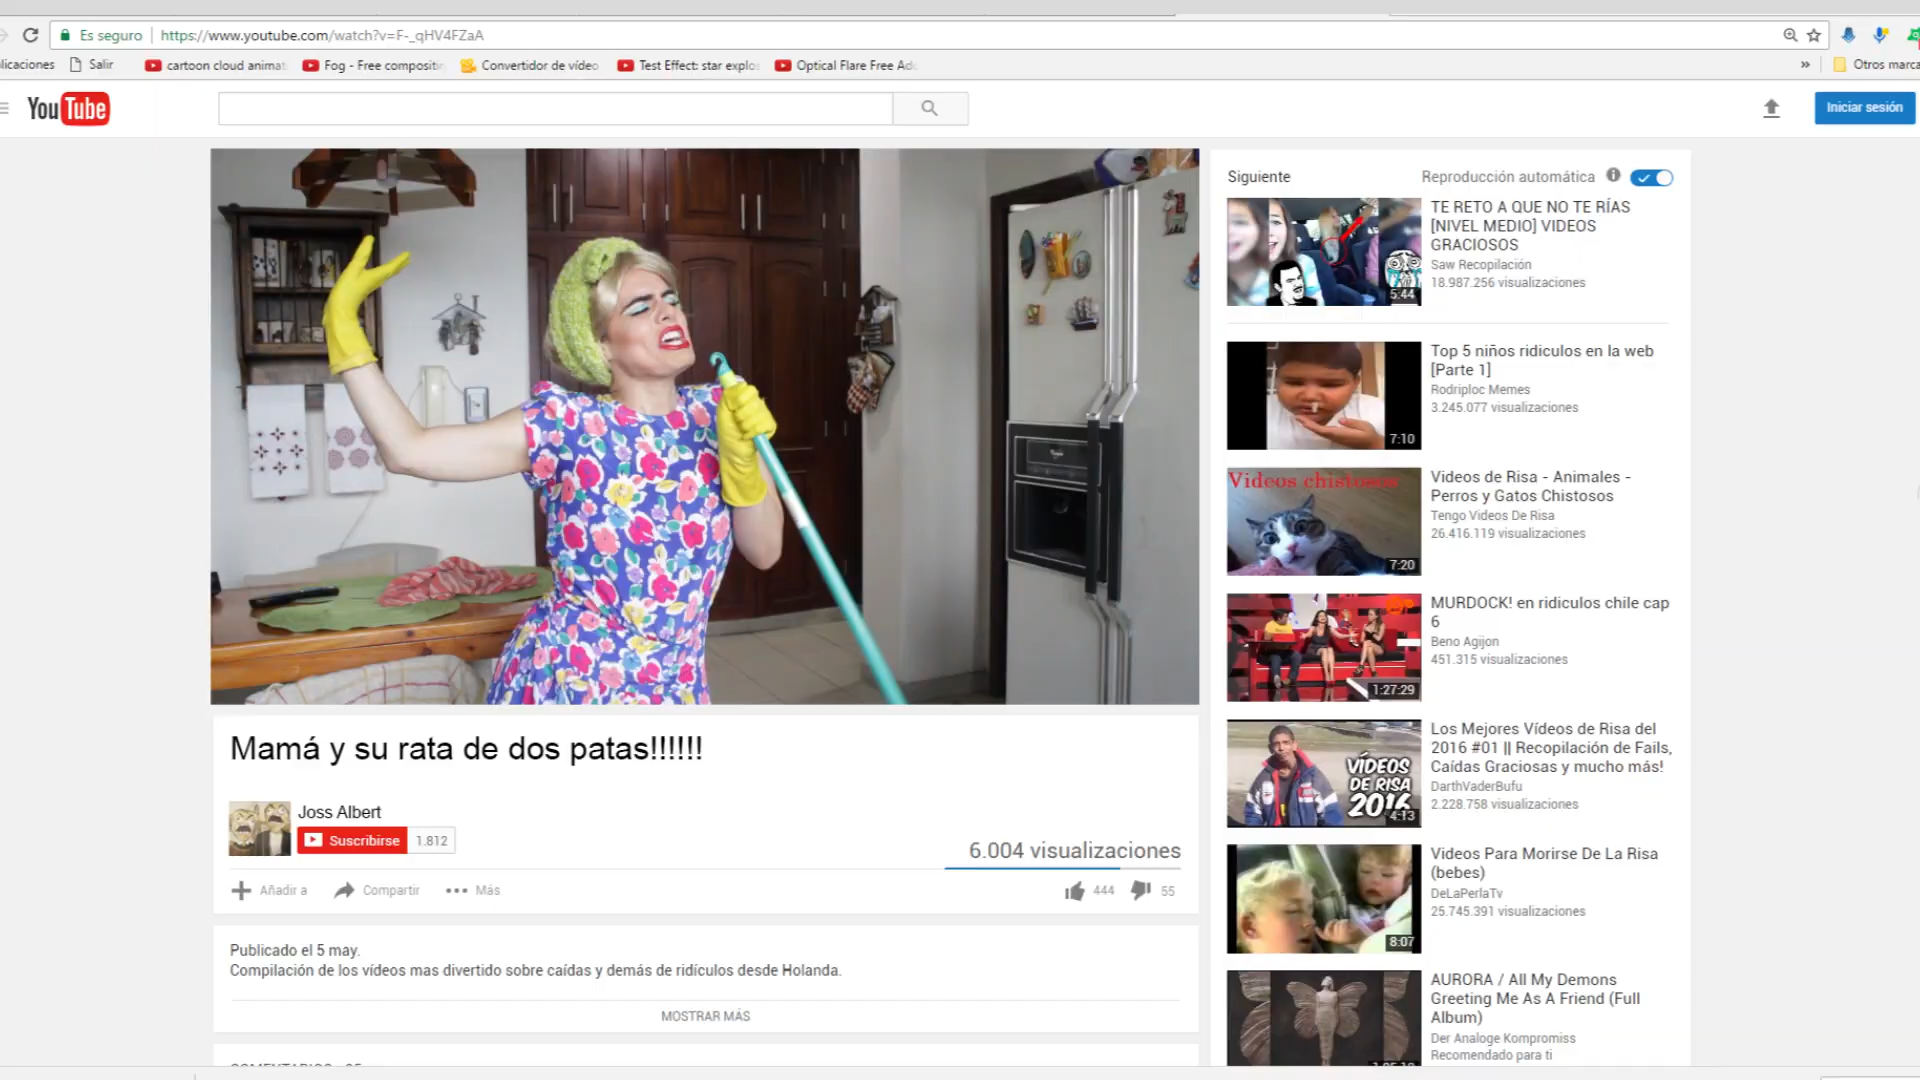 Es seguro
https://www.youtube.com/watch?v=F-_qHV4FZaA
licaciones
Salir
cartoon cloud animat
Fog - Free compositin
Convertidor de vídeo
Test Effect: star explo
Optical Flare Free Ad
»
Otros marca
YouTube
Iniciar sesión
Siguiente
Reproducción automática
TE RETO A QUE NO TE RÍAS
[NIVEL MEDIO] VIDEOS
GRACIOSOS
Saw Recopilación
18.987.256 visualizaciones
5:44
Top 5 niños ridiculos en la web
[Parte 1]
Rodriploc Memes
3.245.077 visualizaciones
7:10
Videos chistosos
Videos de Risa - Animales -
Perros y Gatos Chistosos
Tengo Videos De Risa
26.416.119 visualizaciones
7:20
MURDOCK! en ridiculos chile cap
6
Beno Agijon
451.315 visualizaciones
1:27:29
VÍDEOS
DE RISA
2016
4:13
Los Mejores Vídeos de Risa del
2016 #01 || Recopilación de Fails,
Caídas Graciosas y mucho más!
DarthVaderBufu
2.228.758 visualizaciones
Videos Para Morirse De La Risa
(bebes)
DeLaPerlaTv
25.745.391 visualizaciones
8:07
AURORA / All My Demons
Greeting Me As A Friend (Full
Album)
Der Analoge Kompromiss
Recomendado para ti
Mamá y su rata de dos patas!!!!!!
Joss Albert
Suscribirse
1.812
6.004 visualizaciones
Añadir a
Compartir
Más
444
55
Publicado el 5 may.
Compilación de los vídeos mas divertido sobre caídas y demás de ridículos desde Holanda.
MOSTRAR MÁS